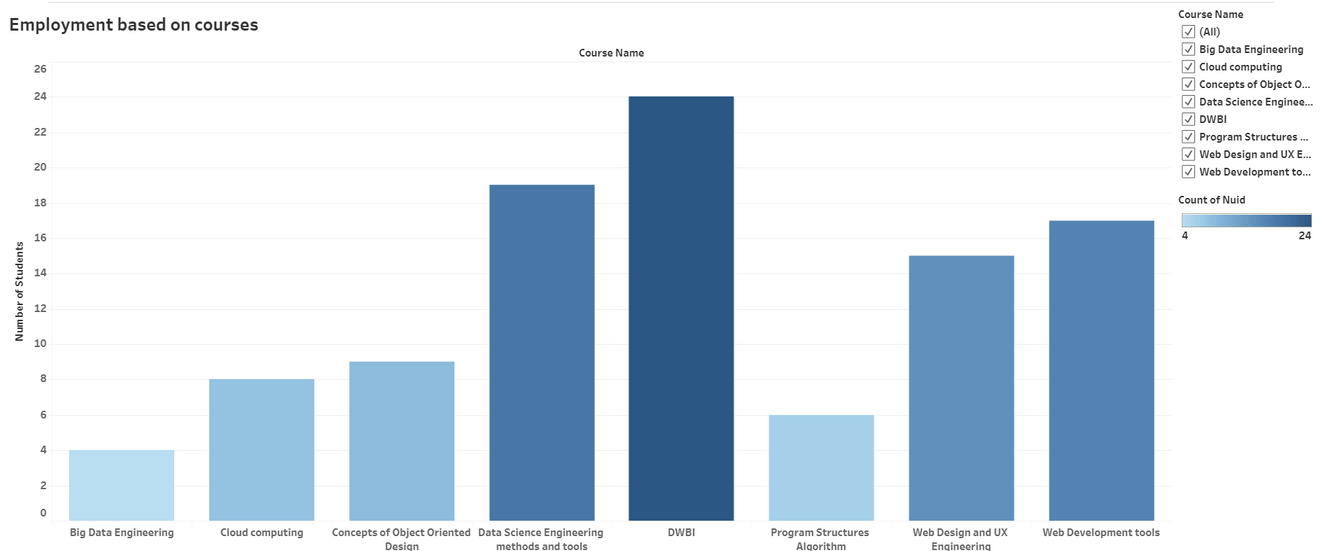 Employment based on courses
Course Name
26
24
22
20
18
16
14
12
10
8
6
4
2
0
Number of Students
Big Data Engineering
Cloud computing
Concepts of Object Oriented
Design
Data Science Engineering
methods and tools
DWBI
Program Structures
Algorithm
Web Design and UX
Engineering
Web Development tools
Course Name
(All)
Big Data Engineering
Cloud computing
Concepts of Object O...
Data Science Enginee...
DWBI
Program Structures ...
Web Design and UX E...
Web Development to...
Count of Nuid
4 24